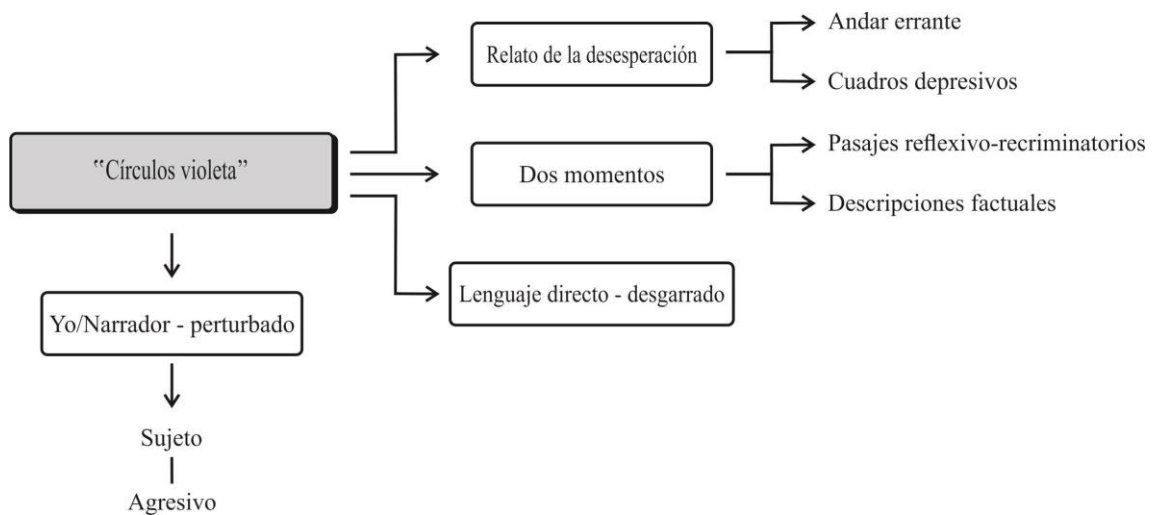 Andar errante
Relato de la desesperación
Cuadros depresivos
“Círculos violeta”
Pasajes reflexivo-recriminatorios
Dos momentos
Descripciones factuales
Lenguaje directo - desgarrado
Yo/Narrador - perturbado
Sujeto
Agresivo